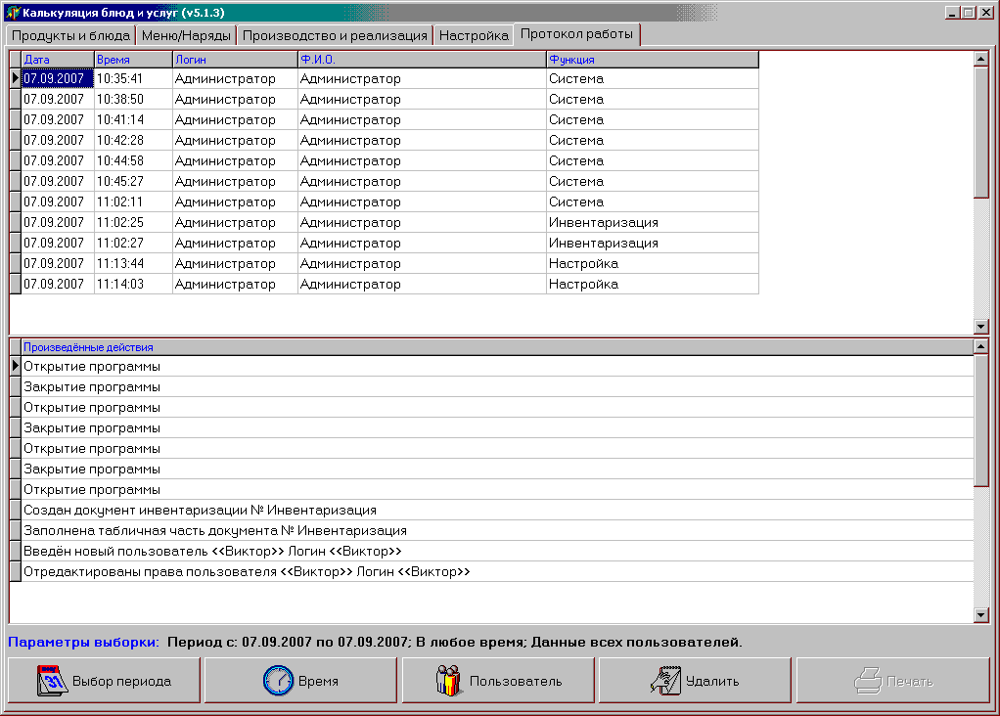 Калькуляция блюд и услуг (v5.1.3)
Продукты и блюда Меню/Наряды Производство и реализация Настройка Протокол работы
Дата Время Логин Ф.И.О. Функция
07.09.2007 10:35:41 Администратор Администратор Система
07.09.2007 10:38:50 Администратор Администратор Система
07.09.2007 10:41:14 Администратор Администратор Система
07.09.2007 10:42:28 Администратор Администратор Система
07.09.2007 10:44:58 Администратор Администратор Система
07.09.2007 10:45:27 Администратор Администратор Система
07.09.2007 11:02:11 Администратор Администратор Система
07.09.2007 11:02:25 Администратор Администратор Инвентаризация
07.09.2007 11:02:27 Администратор Администратор Инвентаризация
07.09.2007 11:13:44 Администратор Администратор Настройка
07.09.2007 11:14:03 Администратор Администратор Настройка
Произведённые действия
Открытие программы
Закрытие программы
Открытие программы
Закрытие программы
Открытие программы
Закрытие программы
Открытие программы
Создан документ инвентаризации № Инвентаризация
Заполнена табличная часть документа № Инвентаризация
Введён новый пользователь <<Виктор>> Логин <<Виктор>>
Отредактированы права пользователя <<Виктор>> Логин <<Виктор>>
Параметры выборки: Период с: 07.09.2007 по 07.09.2007; В любое время; Данные всех пользователей.
31 Выбор периода Время Пользователь Удалить Печать